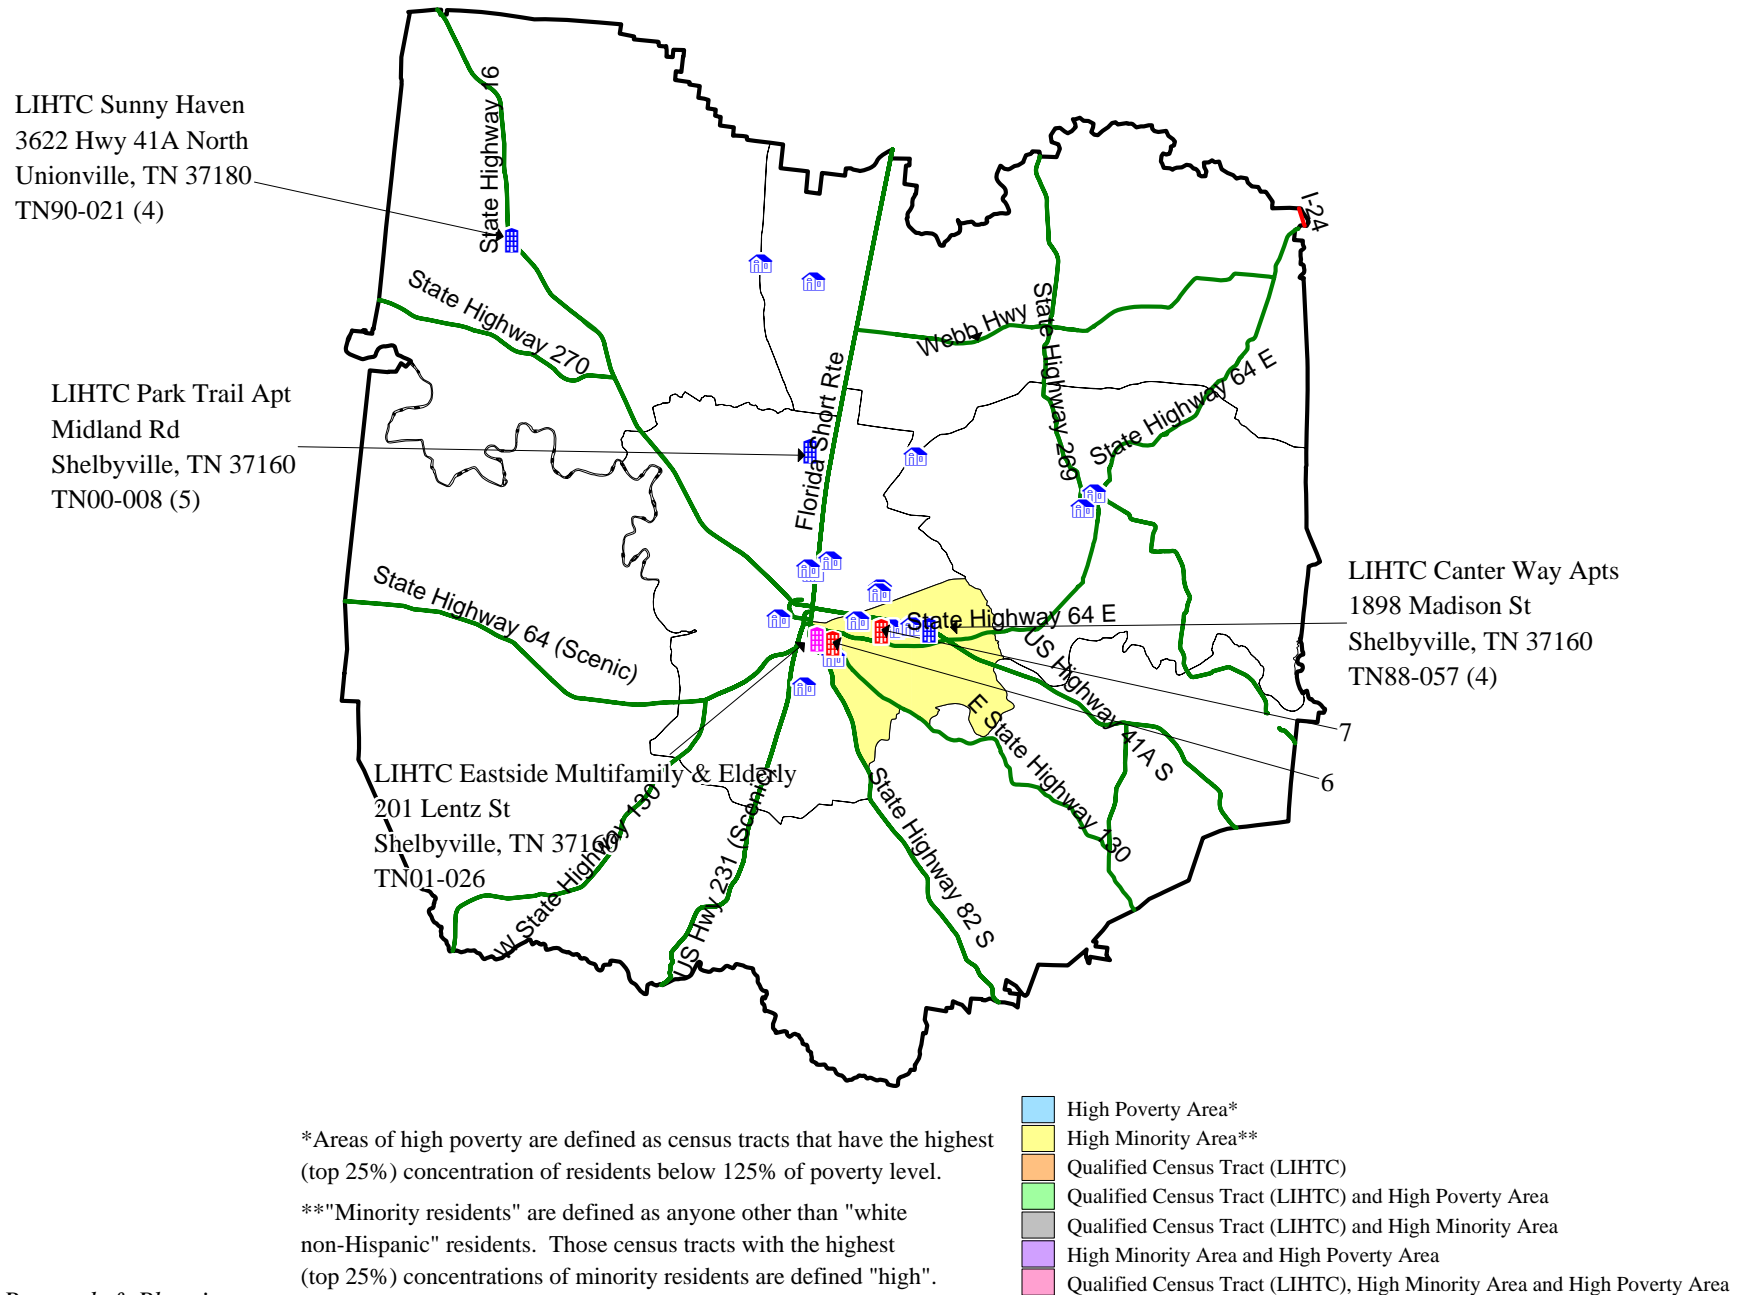 State Highway 16
I-24
LIHTC Sunny Haven
3622 Hwy 41A North
Unionville, TN 37180
TN90-021 (4)
State Highway 270
Webb Hwy
State Highway 269
State Highway 64 E
Florida Short Rte
LIHTC Park Trail Apt
Midland Rd
Shelbyville, TN 37160
TN00-008 (5)
State Highway 64 (Scenic)
State Highway 64 E
LIHTC Canter Way Apts
1898 Madison St
Shelbyville, TN 37160
TN88-057 (4)
US Highway 41A S
E State Highway 130
7
6
LIHTC Eastside Multifamily & Elderly
201 Lentz St
Shelbyville, TN 37160
TN01-026
W State Highway 130
US Hwy 231 (Scenic)
State Highway 82 S
*Areas of high poverty are defined as census tracts that have the highest
(top 25%) concentration of residents below 125% of poverty level.
**"Minority residents" are defined as anyone other than "white
non-Hispanic" residents. Those census tracts with the highest
(top 25%) concentrations of minority residents are defined "high".
High Poverty Area*
High Minority Area**
Qualified Census Tract (LIHTC)
Qualified Census Tract (LIHTC) and High Poverty Area
Qualified Census Tract (LIHTC) and High Minority Area
High Minority Area and High Poverty Area
Qualified Census Tract (LIHTC), High Minority Area and High Poverty Area